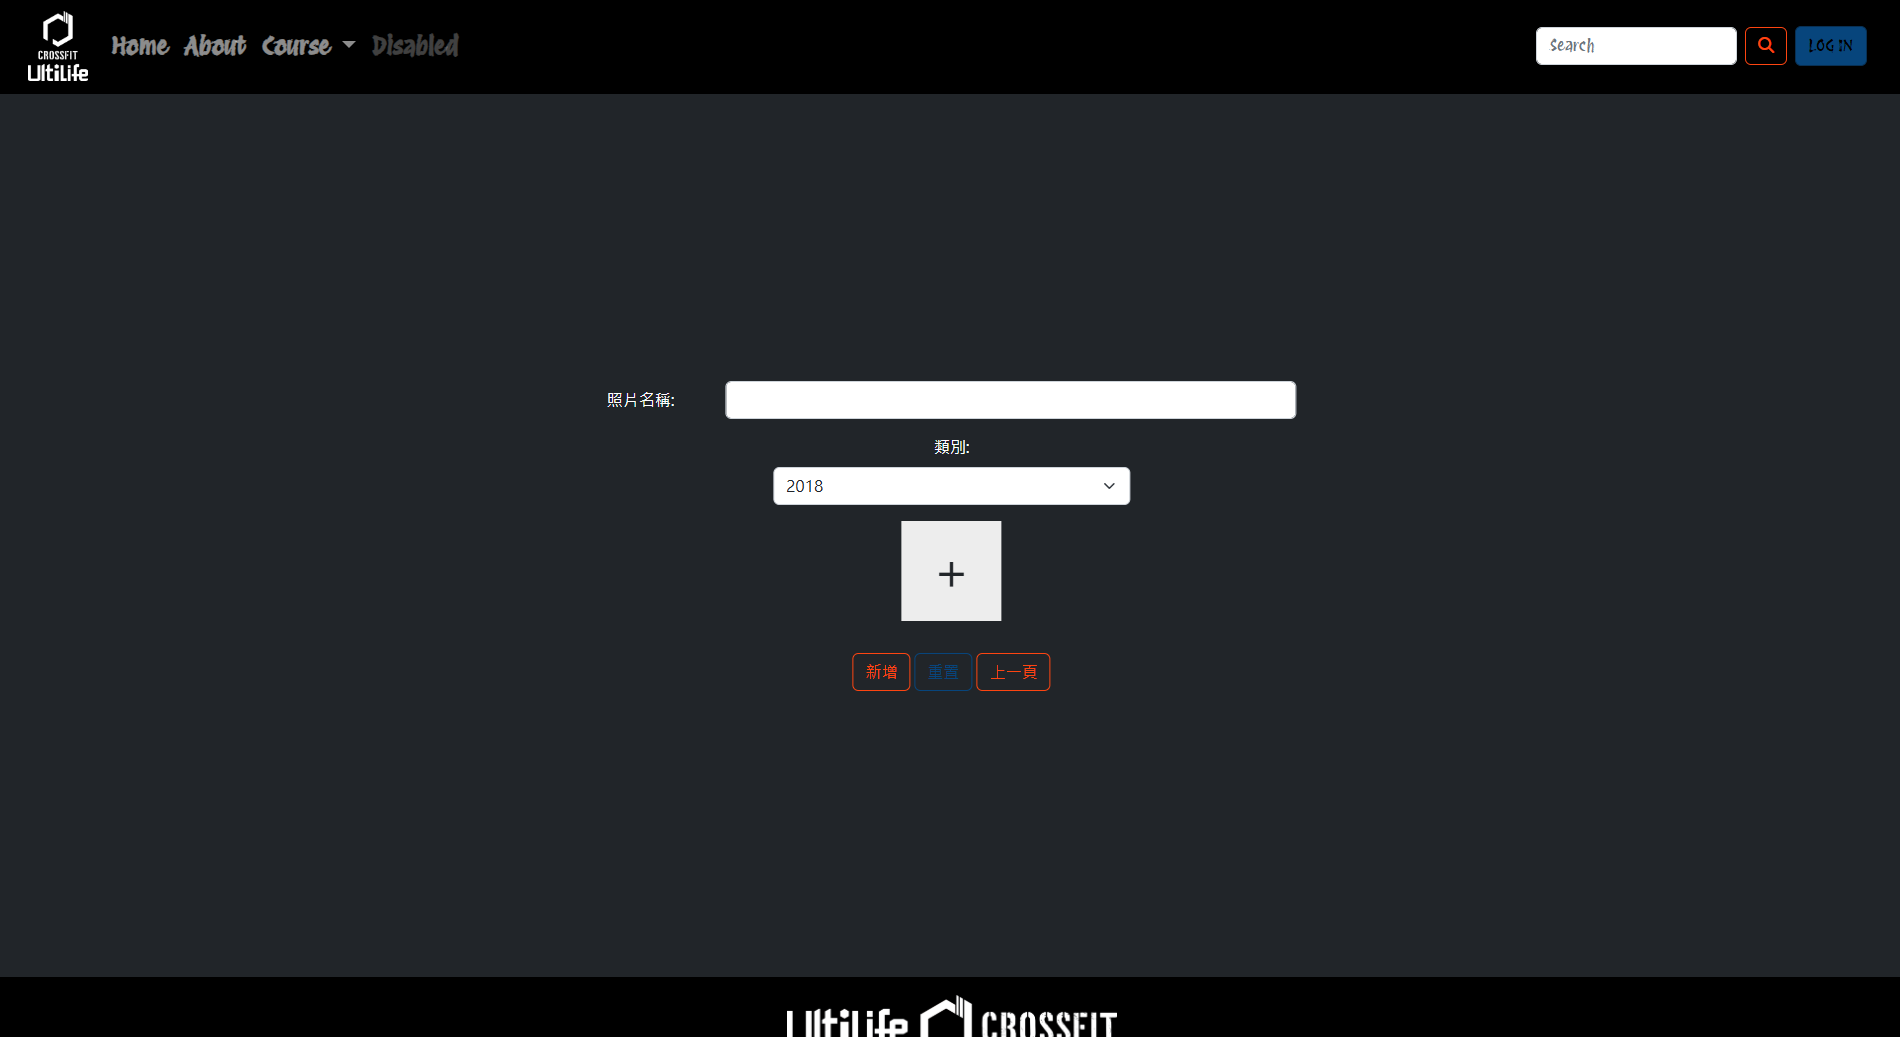 CROSSFIT
UltiLife
Home About Course Disabled
Search
LOG IN
照片名稱:
類別:
2018
+
新增 重置 上一頁
UltiLife CROSSFIT